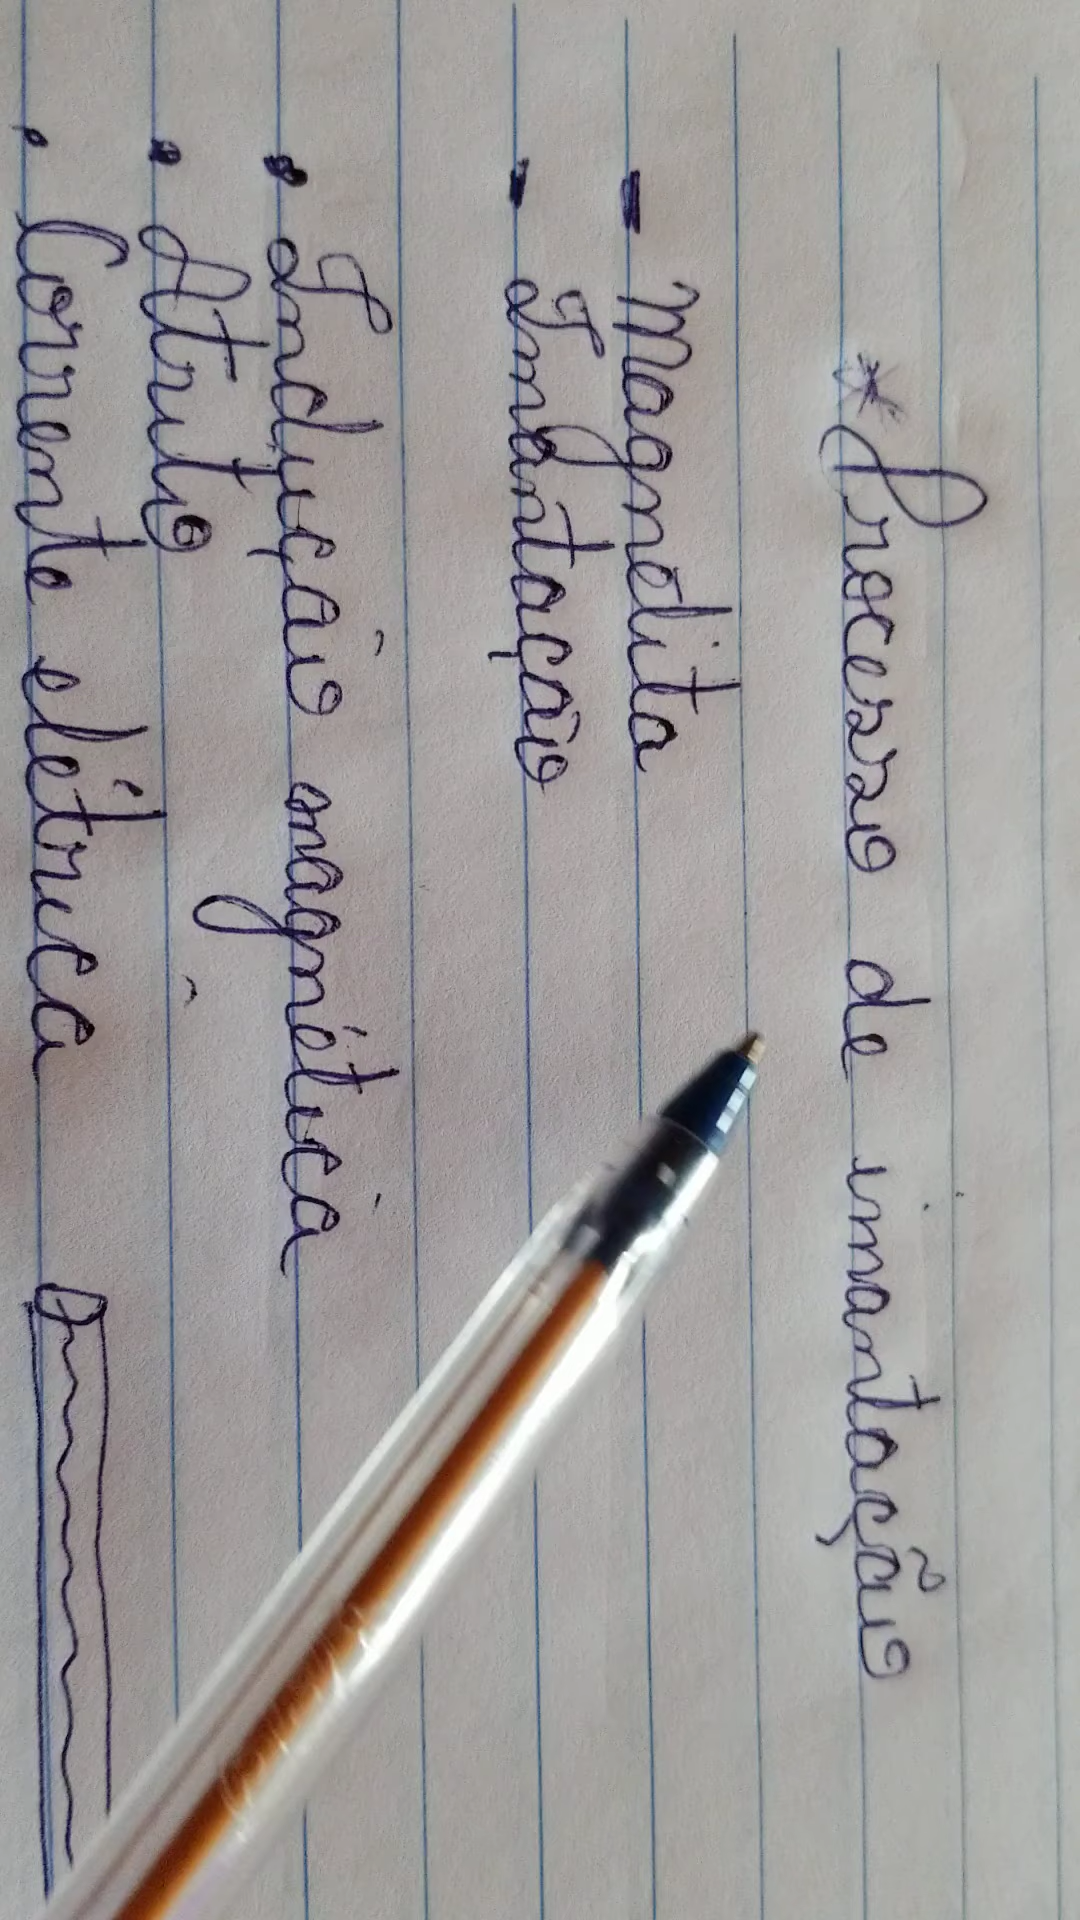 *Processo de imantação
- Magnetita
- Imantação
• Indução magnética
• Atrito
• Corrente elétrica